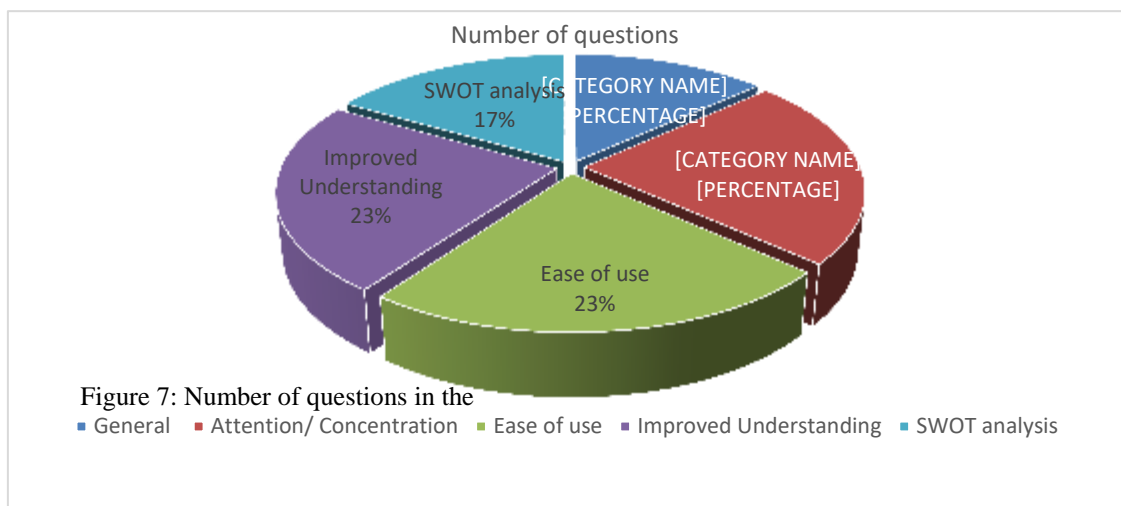 Number of questions
SWOT analysis
17%
[CATEGORY NAME]
[PERCENTAGE]
[CATEGORY NAME]
[PERCENTAGE]
Improved
Understanding
23%
Ease of use
23%
Figure 7: Number of questions in the
General Attention/ Concentration Ease of use Improved Understanding SWOT analysis